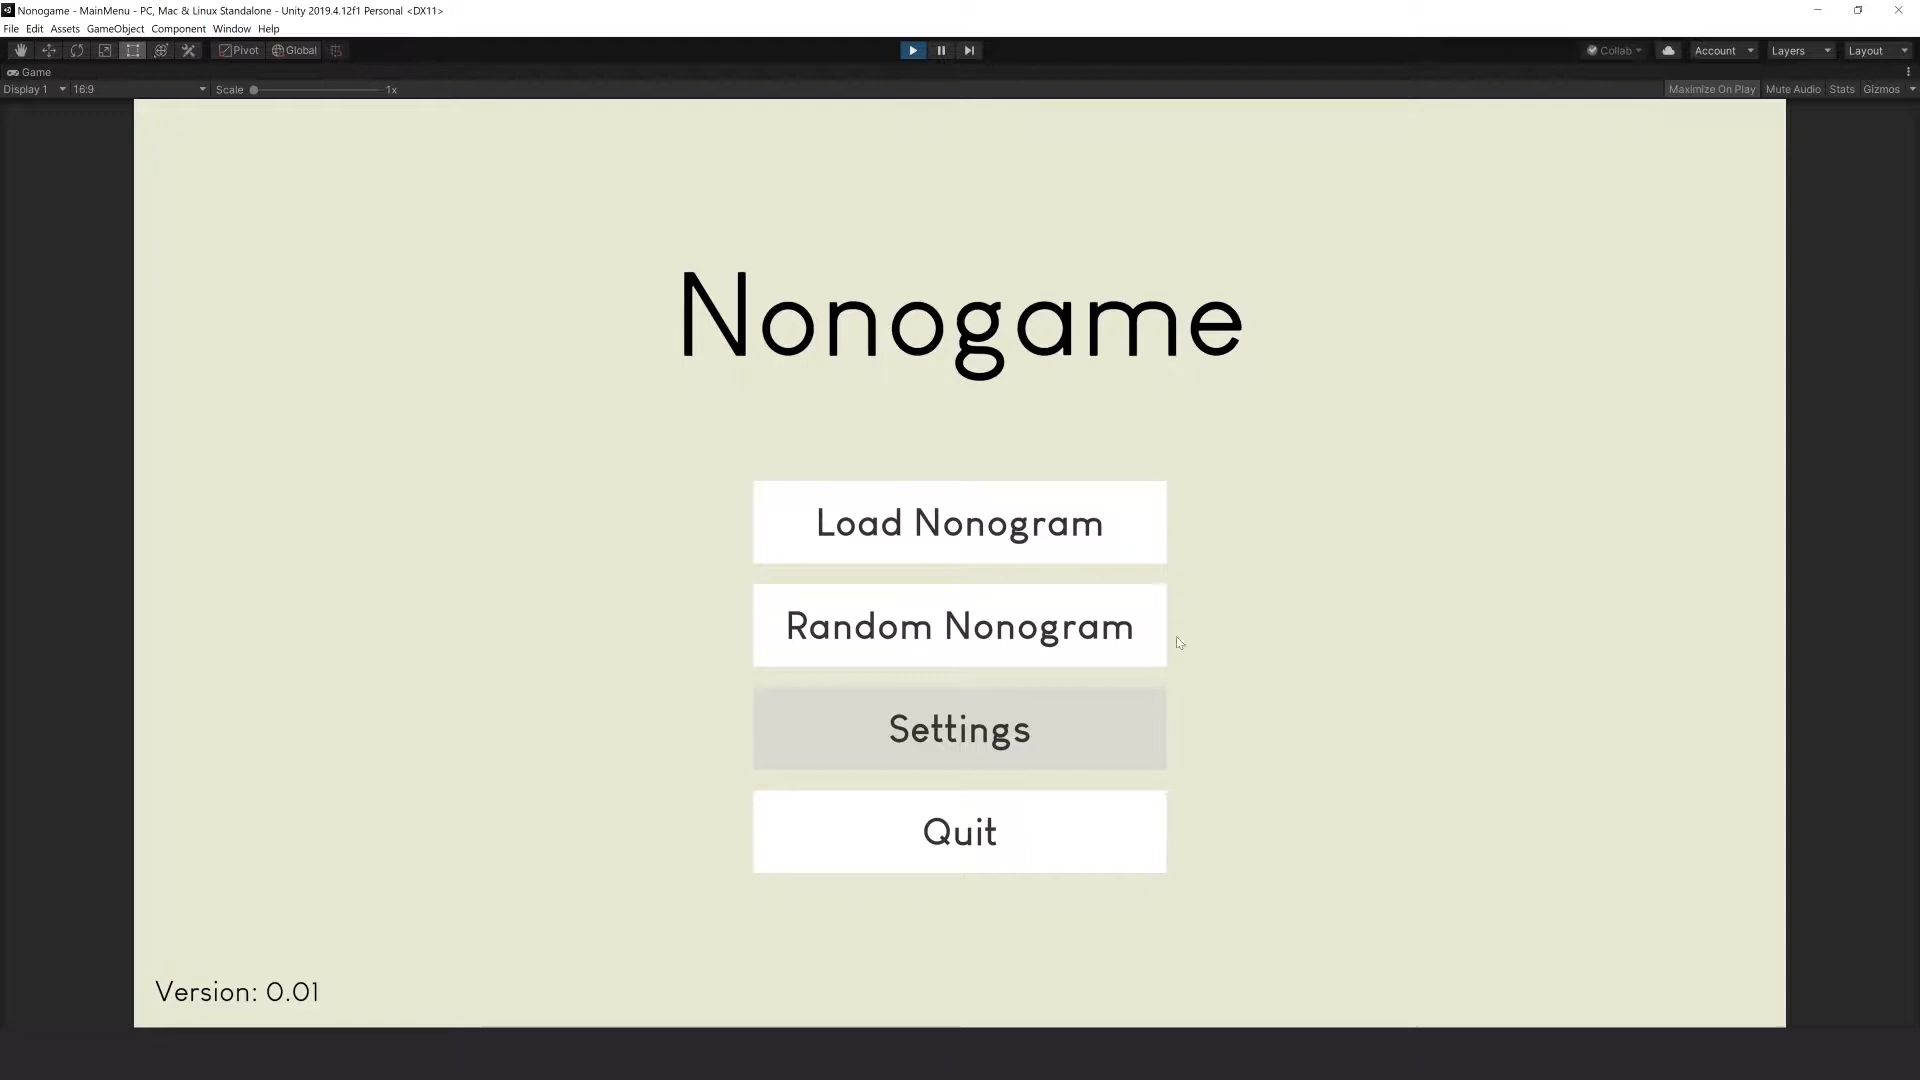 Nonogame - MainMenu - PC, Mac & Linux Standalone - Unity 2019.4.12f1 Personal <DX11>
File Edit Assets GameObject Component Window Help
Pivot Global Collab Account Layers Layout
Game
Display 1 16:9 Scale 1x Maximize On Play Mute Audio Stats Gizmos
Nonogame
Load Nonogram
Random Nonogram
Settings
Quit
Version: 0.01